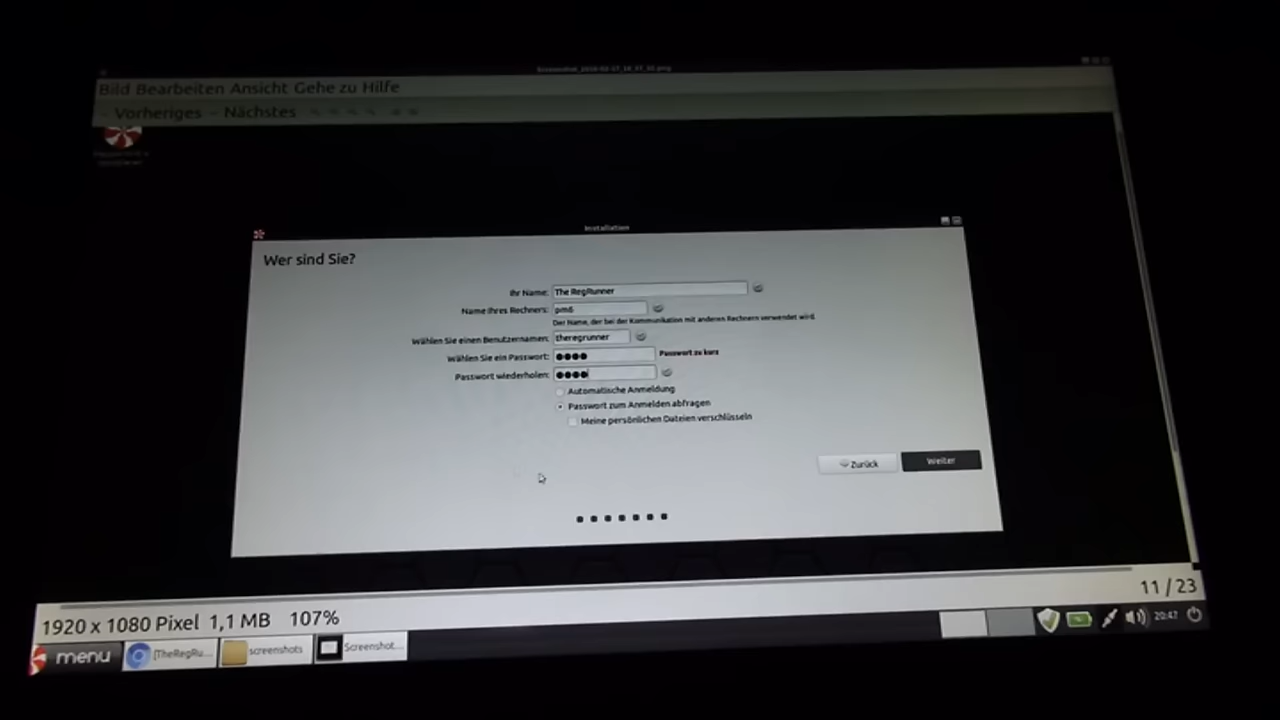 Bild Bearbeiten Ansicht Gehe zu Hilfe
Vorheriges Nächstes
Installation
Wer sind Sie?
Ihr Name: The RegRunner
Name Ihres Rechners: pm6
Der Name, der bei der Kommunikation mit anderen Rechnern verwendet wird.
Wählen Sie einen Benutzernamen: theregrunner
Wählen Sie ein Passwort: ●●●● Passwort zu kurz
Passwort wiederholen: ●●●●
Automatische Anmeldung
Passwort zum Anmelden abfragen
Meine persönlichen Dateien verschlüsseln
Zurück Weiter
1920 x 1080 Pixel 1,1 MB 107% 11 / 23
menu [TheRegRu... screenshots Screenshot... 20:47